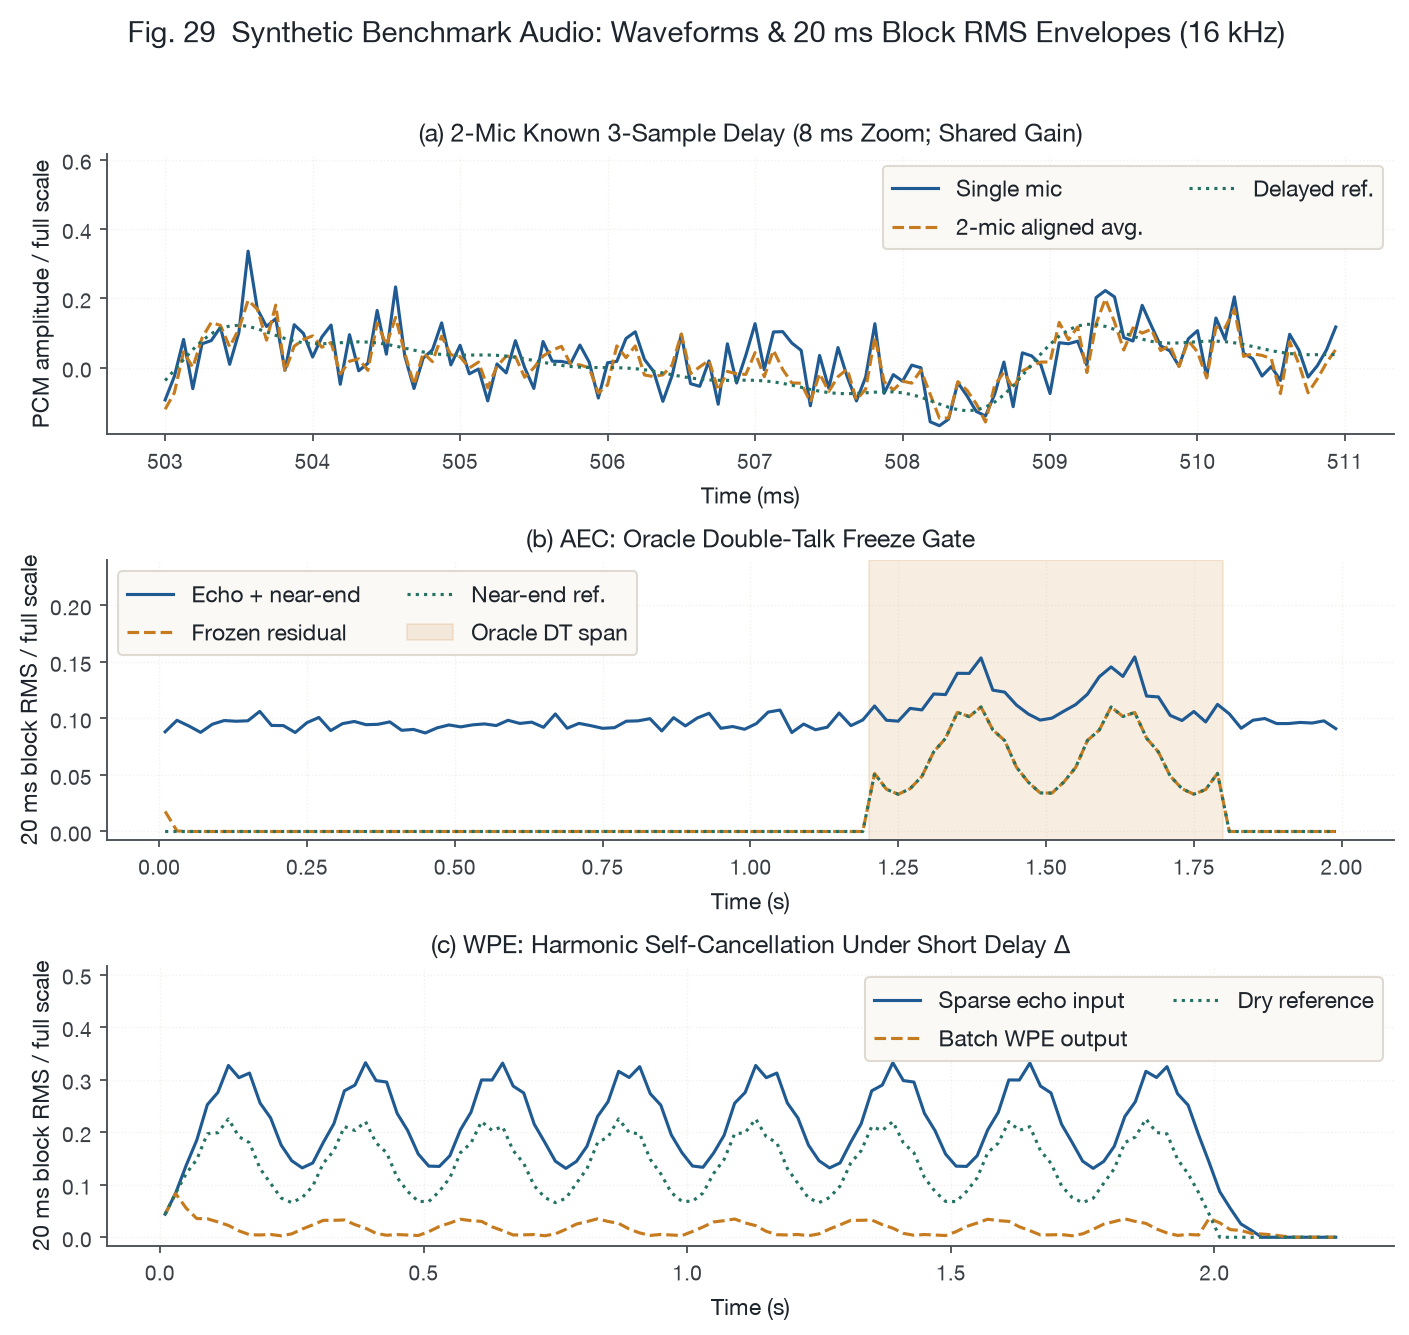 Fig. 29  Synthetic Benchmark Audio: Waveforms & 20 ms Block RMS Envelopes (16 kHz)
(a) 2-Mic Known 3-Sample Delay (8 ms Zoom; Shared Gain)
PCM amplitude / full scale
0.6
0.4
0.2
0.0
Single mic
Delayed ref.
2-mic aligned avg.
503 504 505 506 507 508 509 510 511
Time (ms)
(b) AEC: Oracle Double-Talk Freeze Gate
20 ms block RMS / full scale
0.20
0.15
0.10
0.05
0.00
Echo + near-end
Near-end ref.
Frozen residual
Oracle DT span
0.00 0.25 0.50 0.75 1.00 1.25 1.50 1.75 2.00
Time (s)
(c) WPE: Harmonic Self-Cancellation Under Short Delay Δ
20 ms block RMS / full scale
0.5
0.4
0.3
0.2
0.1
0.0
Sparse echo input
Dry reference
Batch WPE output
0.0 0.5 1.0 1.5 2.0
Time (s)